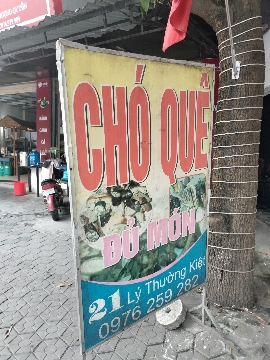 CHÓ QUÊ
ĐỦ MÓN
21 Lý Thường Kiệt
0976 259 282